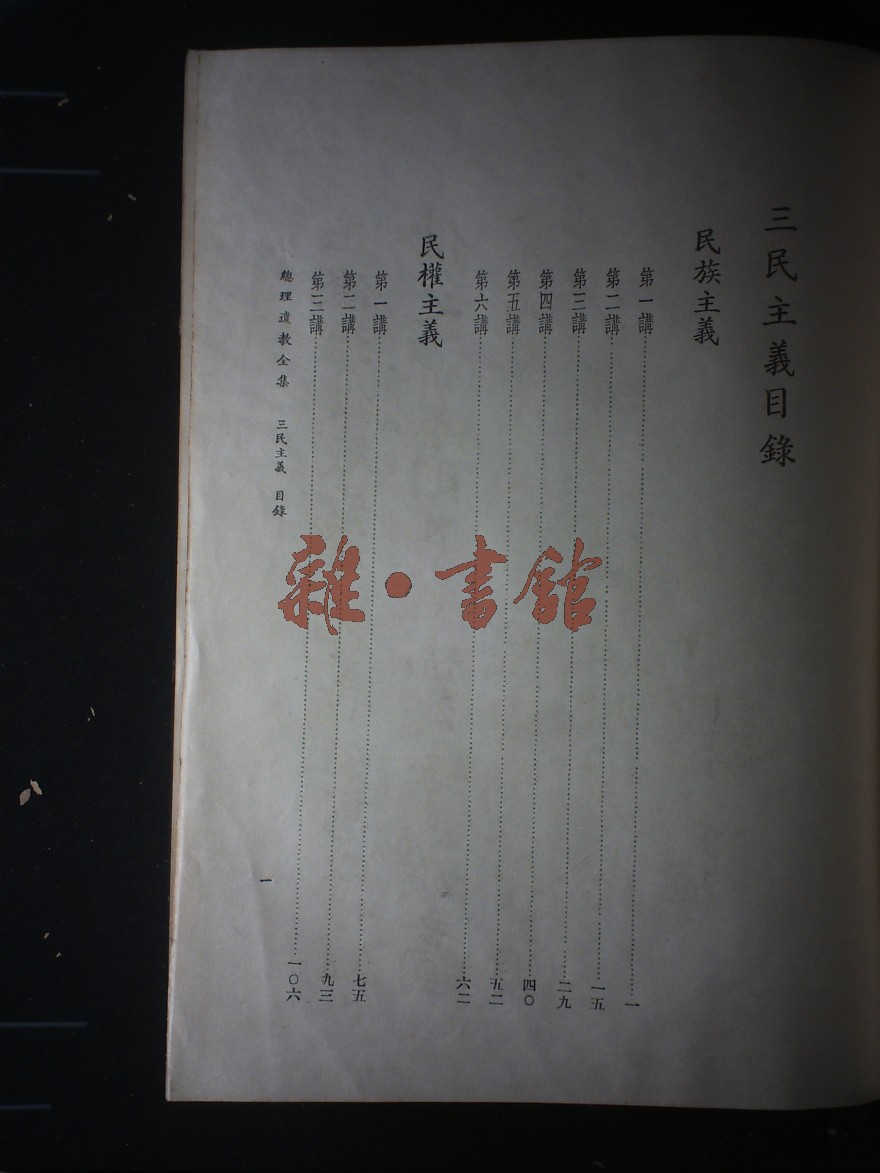 三民主義目錄
民族主義
第一講……一
第二講……一五
第三講……二九
第四講……四〇
第五講……五二
第六講……六二
民權主義
第一講……七五
第二講……九三
第三講……一〇六
總理遺教全集 三民主義 目錄
一
雜·書館